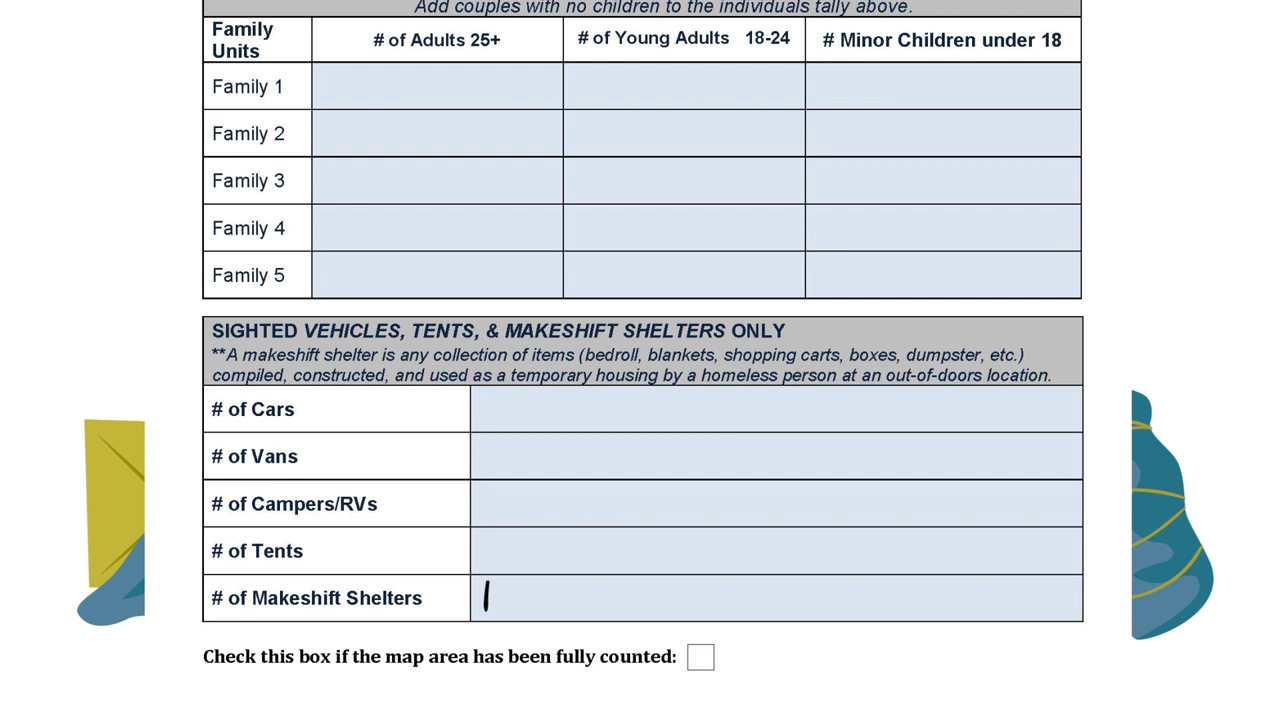 Add couples with no children to the individuals tally above.
Family Units # of Adults 25+ # of Young Adults 18-24 # Minor Children under 18
Family 1
Family 2
Family 3
Family 4
Family 5
SIGHTED VEHICLES, TENTS, & MAKESHIFT SHELTERS ONLY
**A makeshift shelter is any collection of items (bedroll, blankets, shopping carts, boxes, dumpster, etc.)
compiled, constructed, and used as a temporary housing by a homeless person at an out-of-doors location.
# of Cars
# of Vans
# of Campers/RVs
# of Tents
# of Makeshift Shelters |
Check this box if the map area has been fully counted: